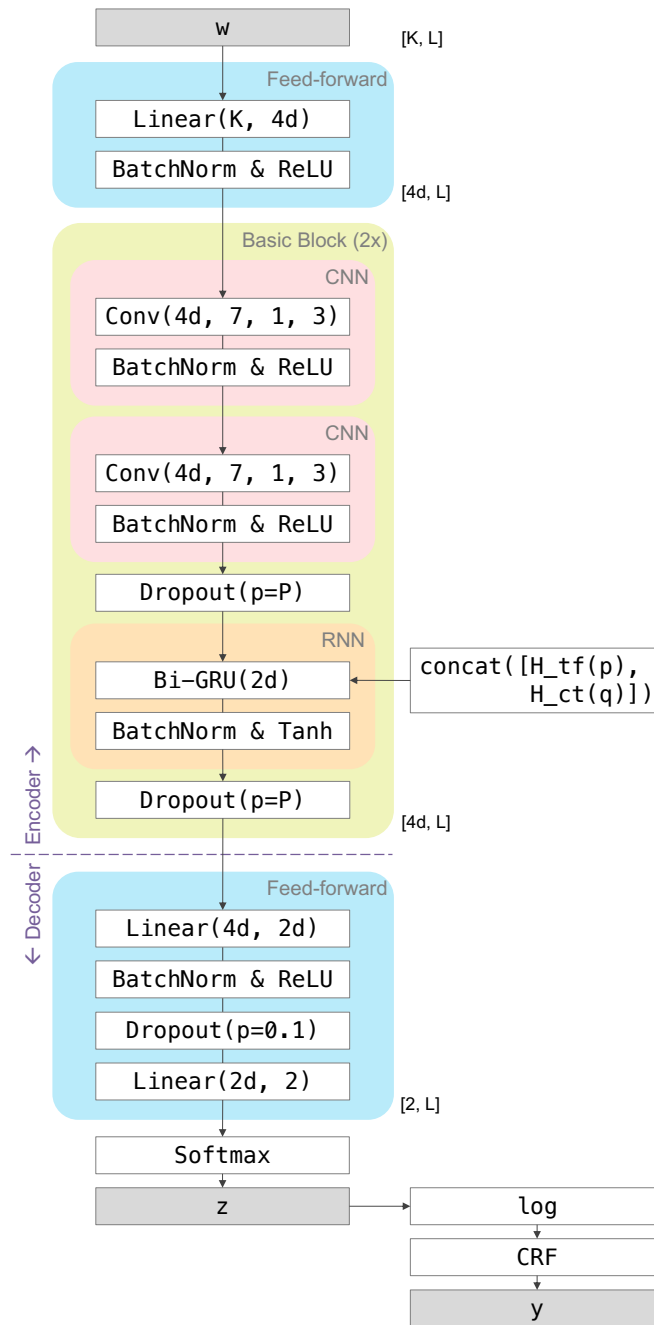 w
[K, L]
Feed-forward
Linear(K, 4d)
BatchNorm & ReLU
[4d, L]
Basic Block (2x)
CNN
Conv(4d, 7, 1, 3)
BatchNorm & ReLU
CNN
Conv(4d, 7, 1, 3)
BatchNorm & ReLU
Dropout(p=P)
RNN
Bi-GRU(2d)
concat([H_tf(p),
H_ct(q)])
BatchNorm & Tanh
Dropout(p=P)
[4d, L]
Encoder →
← Decoder
Feed-forward
Linear(4d, 2d)
BatchNorm & ReLU
Dropout(p=0.1)
Linear(2d, 2)
[2, L]
Softmax
z
log
CRF
y